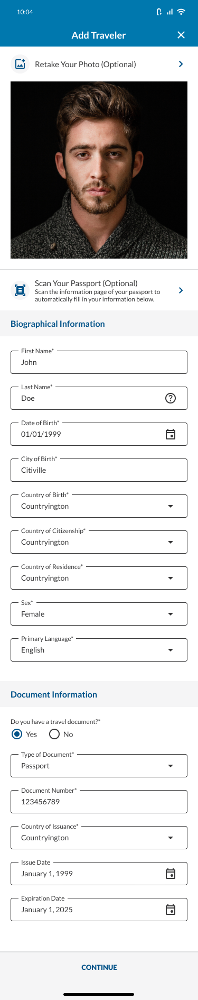 10:04
Add Traveler
Retake Your Photo (Optional)
Scan Your Passport (Optional)
Scan the information page of your passport to
automatically fill in your information below.
Biographical Information
First Name*
John
Last Name*
Doe
Date of Birth*
01/01/1999
City of Birth*
Citiville
Country of Birth*
Countryington
Country of Citizenship*
Countryington
Country of Residence*
Countryington
Sex*
Female
Primary Language*
English
Document Information
Do you have a travel document?*
Yes No
Type of Document*
Passport
Document Number*
123456789
Country of Issuance*
Countryington
Issue Date
January 1, 1999
Expiration Date
January 1, 2025
CONTINUE